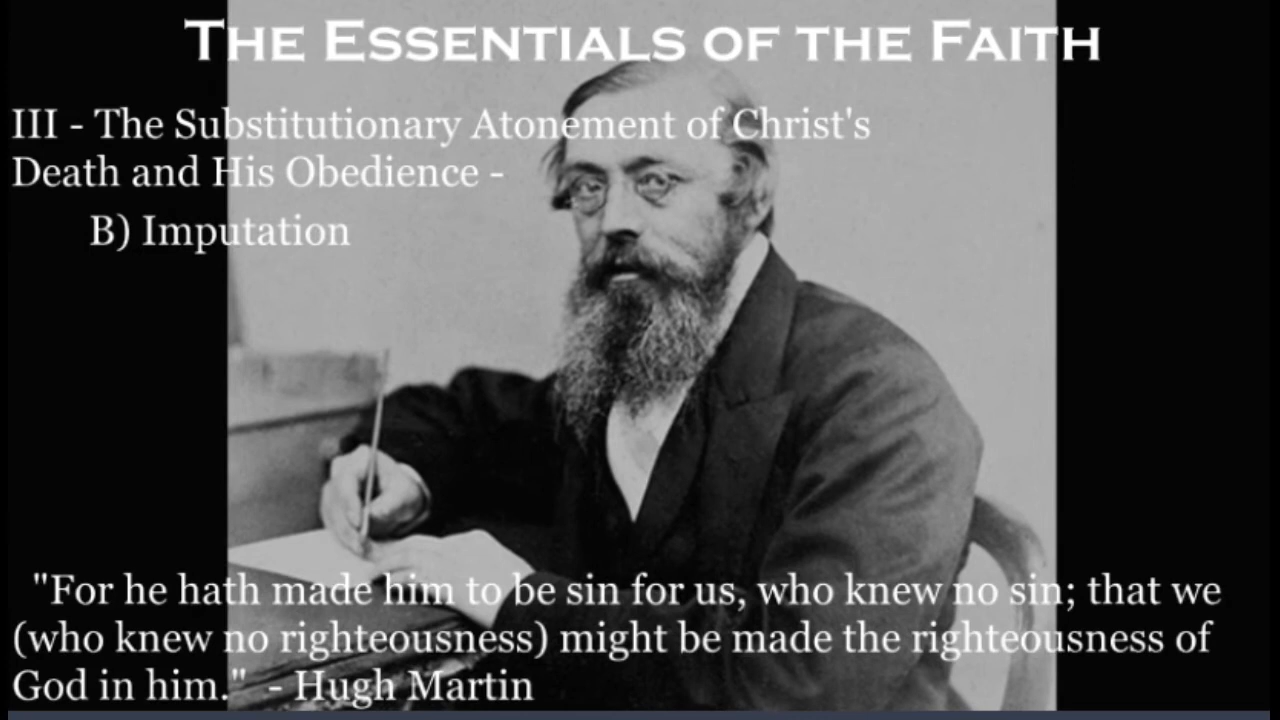 THE ESSENTIALS OF THE FAITH
III - The Substitutionary Atonement of Christ's
Death and His Obedience -
B) Imputation
"For he hath made him to be sin for us, who knew no sin; that we
(who knew no righteousness) might be made the righteousness of
God in him." - Hugh Martin